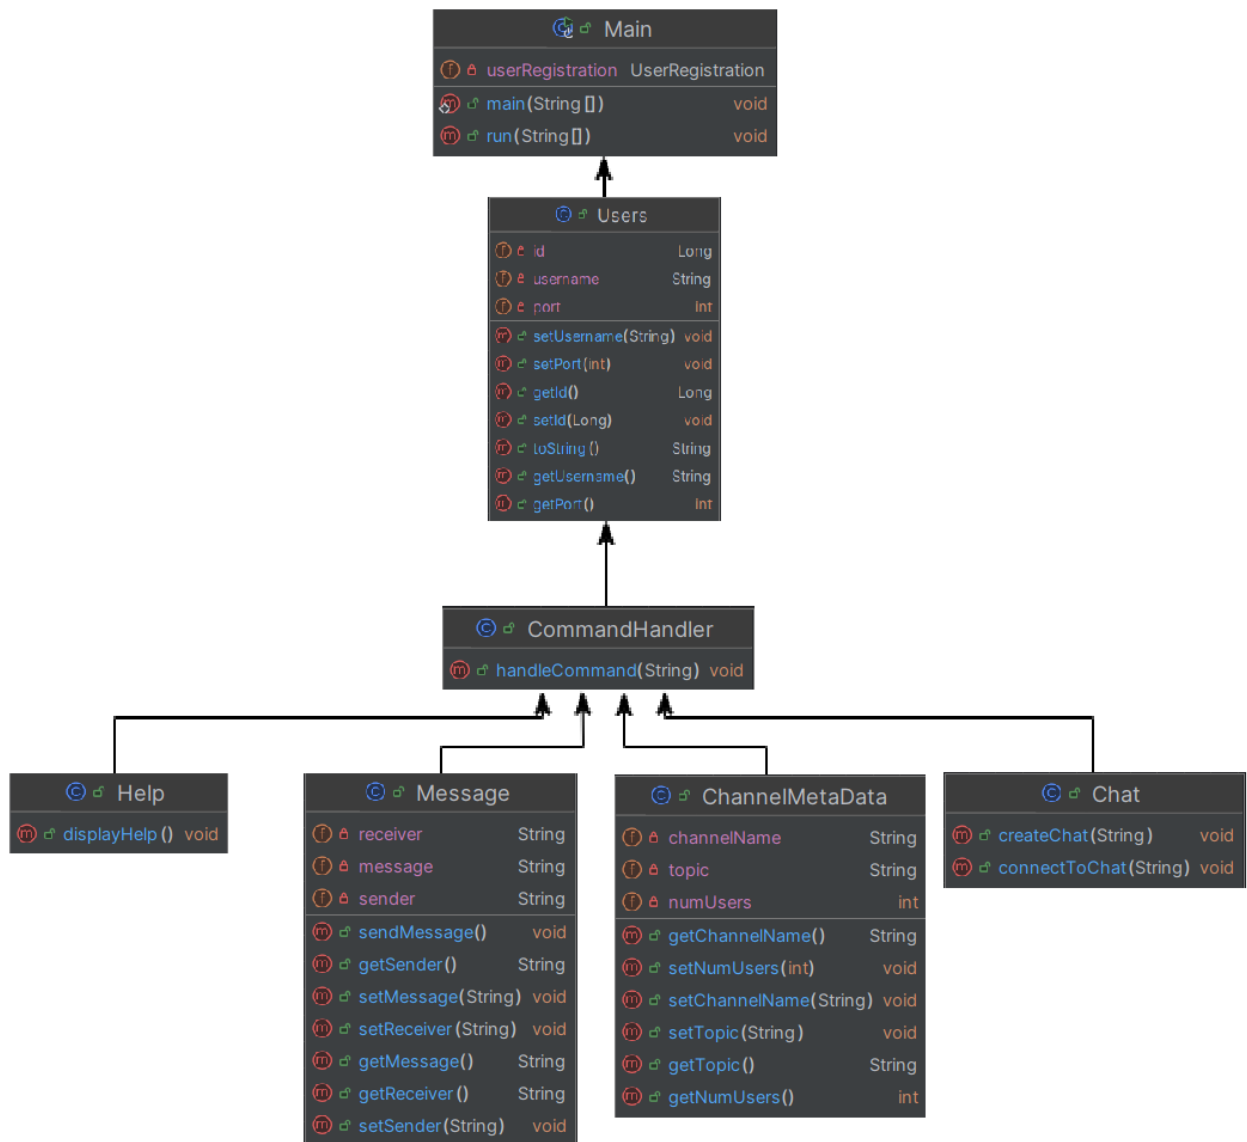 Main
userRegistration UserRegistration
main(String[]) void
run(String[]) void
Users
id Long
username String
port int
setUsername(String) void
setPort(int) void
getId() Long
setId(Long) void
toString() String
getUsername() String
getPort() int
CommandHandler
handleCommand(String) void
Help
displayHelp() void
Message
receiver String
message String
sender String
sendMessage() void
getSender() String
setMessage(String) void
setReceiver(String) void
getMessage() String
getReceiver() String
setSender(String) void
ChannelMetaData
channelName String
topic String
numUsers int
getChannelName() String
setNumUsers(int) void
setChannelName(String) void
setTopic(String) void
getTopic() String
getNumUsers() int
Chat
createChat(String) void
connectToChat(String) void